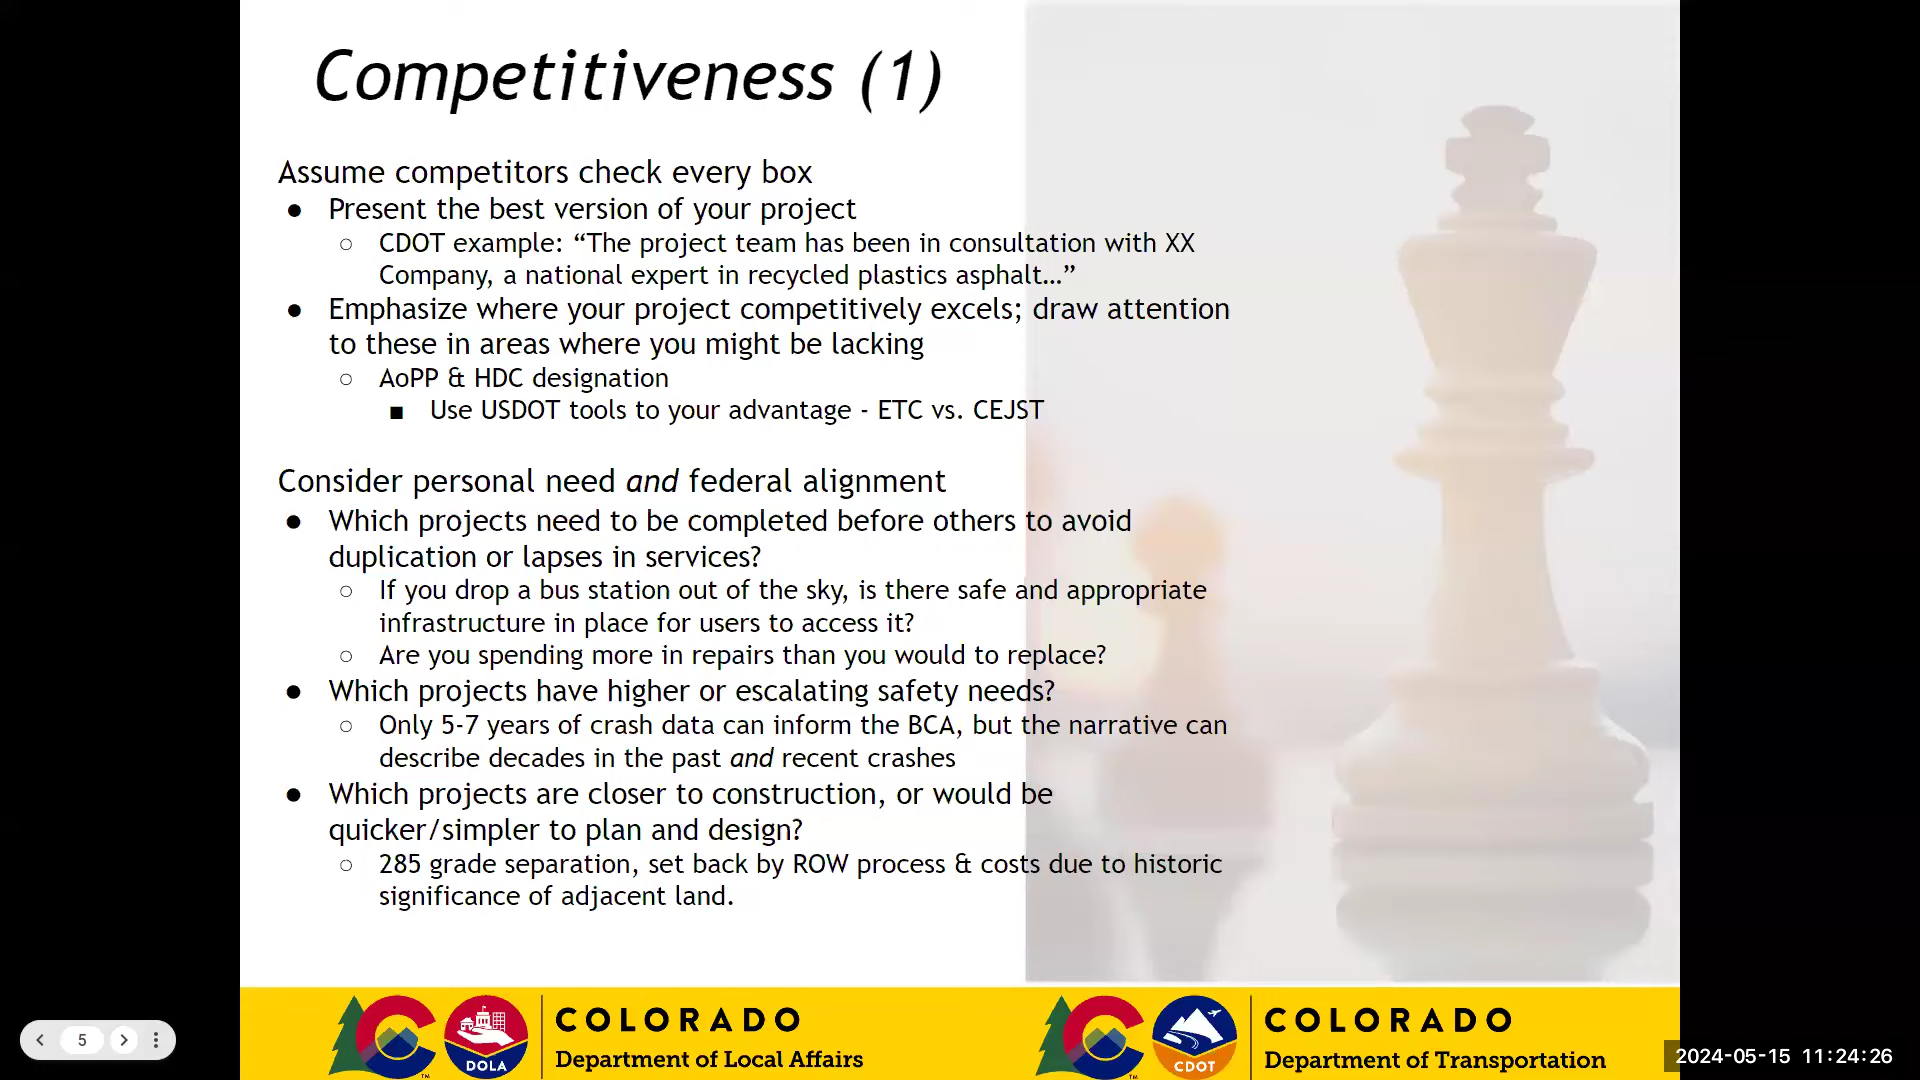 Competitiveness (1)
Assume competitors check every box
● Present the best version of your project
○ CDOT example: “The project team has been in consultation with XX
Company, a national expert in recycled plastics asphalt…”
● Emphasize where your project competitively excels; draw attention
to these in areas where you might be lacking
○ AoPP & HDC designation
■ Use USDOT tools to your advantage - ETC vs. CEJST
Consider personal need and federal alignment
● Which projects need to be completed before others to avoid
duplication or lapses in services?
○ If you drop a bus station out of the sky, is there safe and appropriate
infrastructure in place for users to access it?
○ Are you spending more in repairs than you would to replace?
● Which projects have higher or escalating safety needs?
○ Only 5-7 years of crash data can inform the BCA, but the narrative can
describe decades in the past and recent crashes
● Which projects are closer to construction, or would be
quicker/simpler to plan and design?
○ 285 grade separation, set back by ROW process & costs due to historic
significance of adjacent land.
DOLA
TM
COLORADO
Department of Local Affairs
CDOT
TM
COLORADO
Department of Transportation
5
2024-05-15 11:24:26